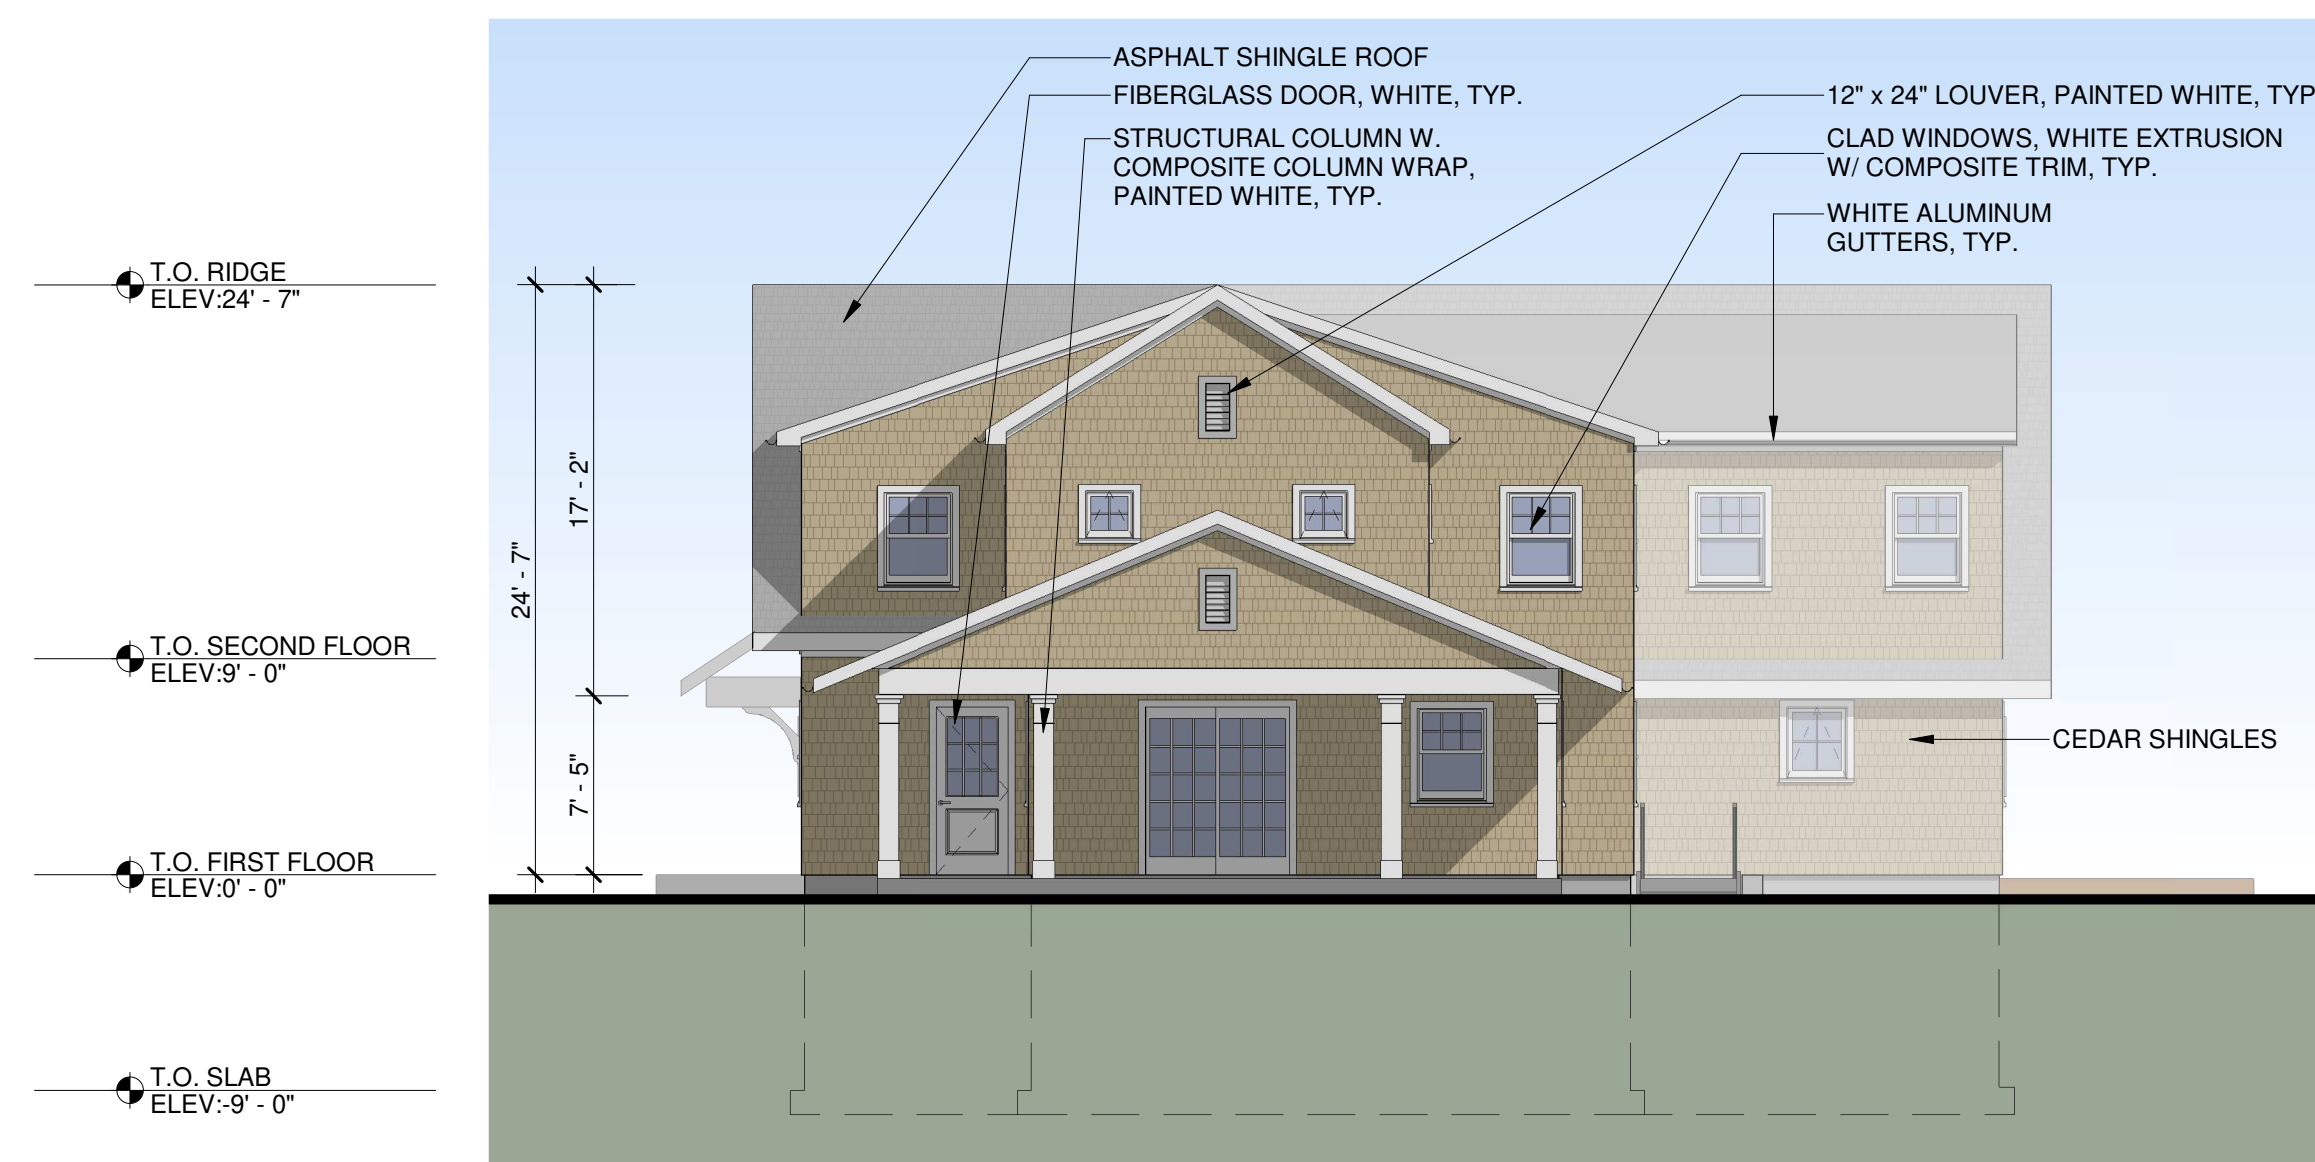 ASPHALT SHINGLE ROOF
FIBERGLASS DOOR, WHITE, TYP.
STRUCTURAL COLUMN W.
COMPOSITE COLUMN WRAP,
PAINTED WHITE, TYP.
12" x 24" LOUVER, PAINTED WHITE, TYP
CLAD WINDOWS, WHITE EXTRUSION
W/ COMPOSITE TRIM, TYP.
WHITE ALUMINUM
GUTTERS, TYP.
T.O. RIDGE
ELEV:24' - 7"
17' - 2"
24' - 7"
T.O. SECOND FLOOR
ELEV:9' - 0"
7' - 5"
CEDAR SHINGLES
T.O. FIRST FLOOR
ELEV:0' - 0"
T.O. SLAB
ELEV:-9' - 0"